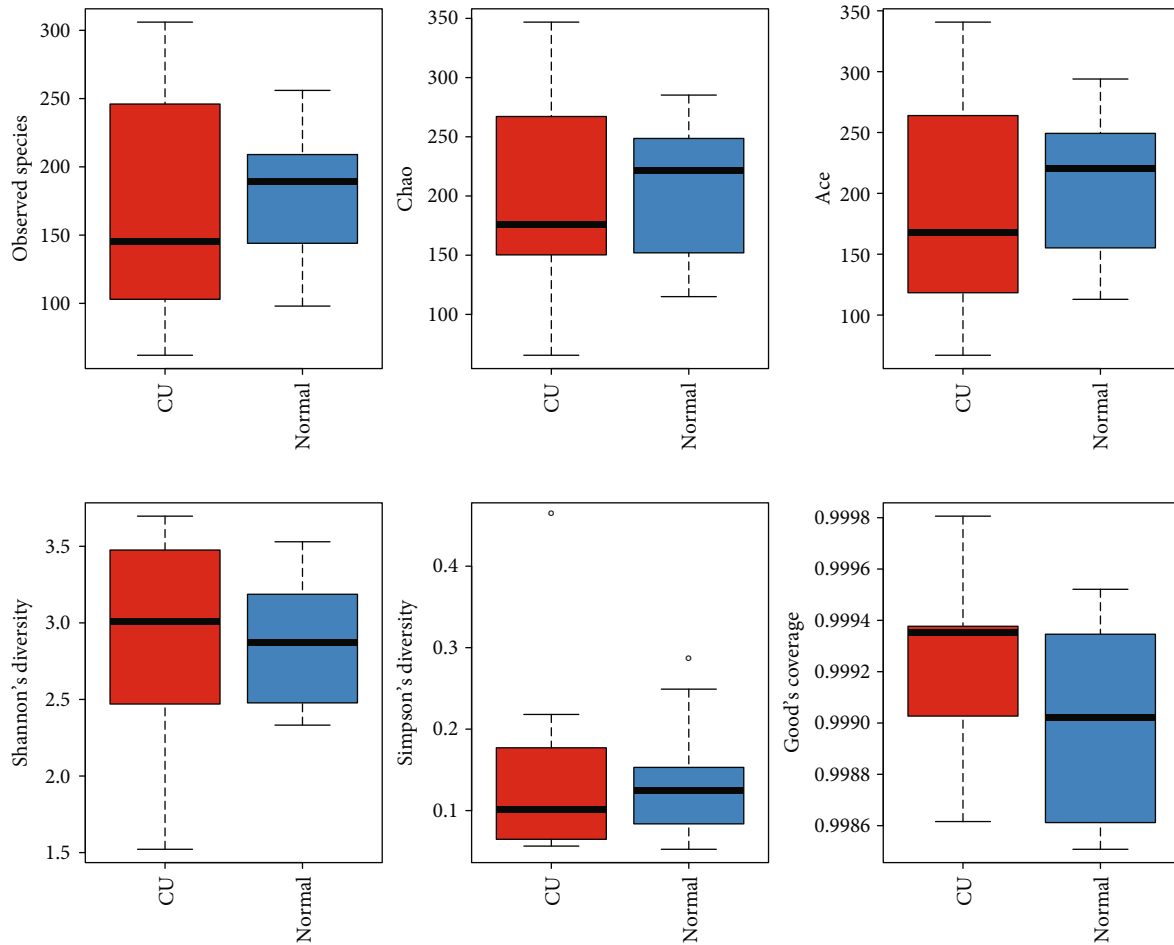 Observed species
300
250
200
150
100
CU
Normal
Chao
350
300
250
200
150
100
CU
Normal
Ace
350
300
250
200
150
100
CU
Normal
Shannon's diversity
3.5
3.0
2.5
2.0
1.5
CU
Normal
Simpson's diversity
0.4
0.3
0.2
0.1
CU
Normal
Good's coverage
0.9998
0.9996
0.9994
0.9992
0.9990
0.9988
0.9986
CU
Normal